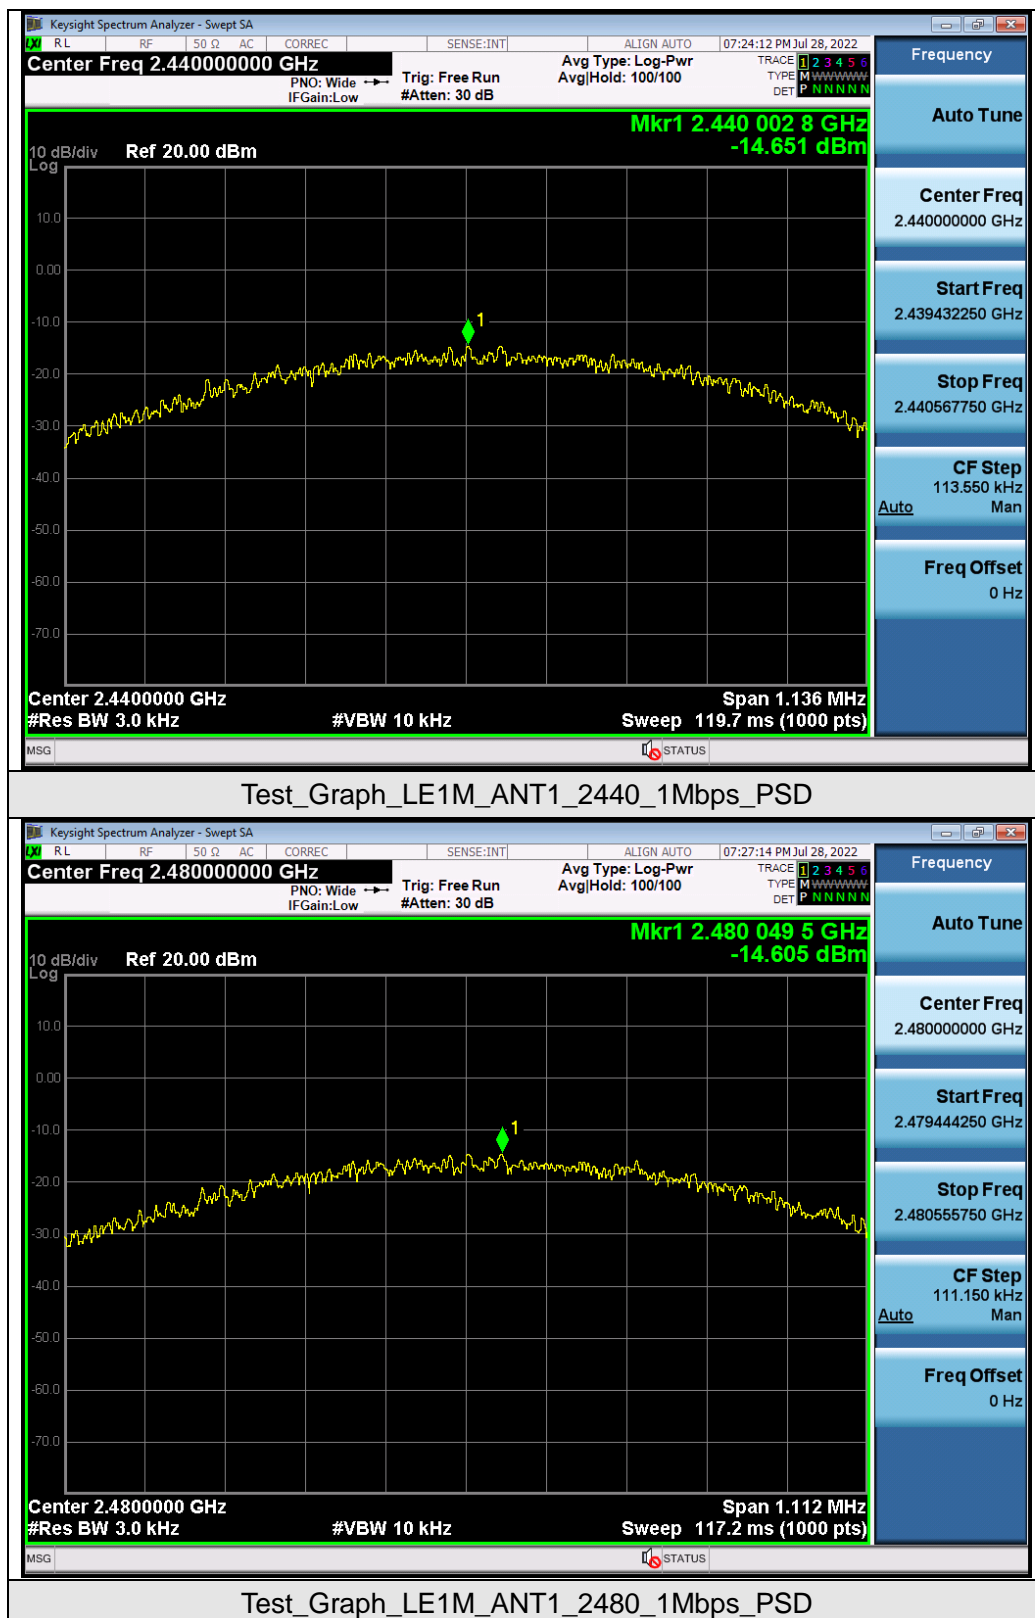 Keysight Spectrum Analyzer - Swept SA
LXI RL RF 50 Ω AC CORREC SENSE:INT ALIGN AUTO 07:24:12 PM Jul 28, 2022
Center Freq 2.440000000 GHz
PNO: Wide
IFGain:Low
Trig: Free Run
#Atten: 30 dB
Avg Type: Log-Pwr
Avg|Hold: 100/100
TRACE 1 2 3 4 5 6
TYPE M WWWWW
DET P N N N N N
Mkr1 2.440 002 8 GHz
-14.651 dBm
10 dB/div Ref 20.00 dBm
Log
10.0
0.00
-10.0
-20.0
-30.0
-40.0
-50.0
-60.0
-70.0
1
Center 2.4400000 GHz Span 1.136 MHz
#Res BW 3.0 kHz #VBW 10 kHz Sweep 119.7 ms (1000 pts)
MSG STATUS
Frequency
Auto Tune
Center Freq
2.440000000 GHz
Start Freq
2.439432250 GHz
Stop Freq
2.440567750 GHz
CF Step
113.550 kHz
Auto Man
Freq Offset
0 Hz
Test_Graph_LE1M_ANT1_2440_1Mbps_PSD
Keysight Spectrum Analyzer - Swept SA
LXI RL RF 50 Ω AC CORREC SENSE:INT ALIGN AUTO 07:27:14 PM Jul 28, 2022
Center Freq 2.480000000 GHz
PNO: Wide
IFGain:Low
Trig: Free Run
#Atten: 30 dB
Avg Type: Log-Pwr
Avg|Hold: 100/100
TRACE 1 2 3 4 5 6
TYPE M WWWWW
DET P N N N N N
Mkr1 2.480 049 5 GHz
-14.605 dBm
10 dB/div Ref 20.00 dBm
Log
10.0
0.00
-10.0
-20.0
-30.0
-40.0
-50.0
-60.0
-70.0
1
Center 2.4800000 GHz Span 1.112 MHz
#Res BW 3.0 kHz #VBW 10 kHz Sweep 117.2 ms (1000 pts)
MSG STATUS
Frequency
Auto Tune
Center Freq
2.480000000 GHz
Start Freq
2.479444250 GHz
Stop Freq
2.480555750 GHz
CF Step
111.150 kHz
Auto Man
Freq Offset
0 Hz
Test_Graph_LE1M_ANT1_2480_1Mbps_PSD